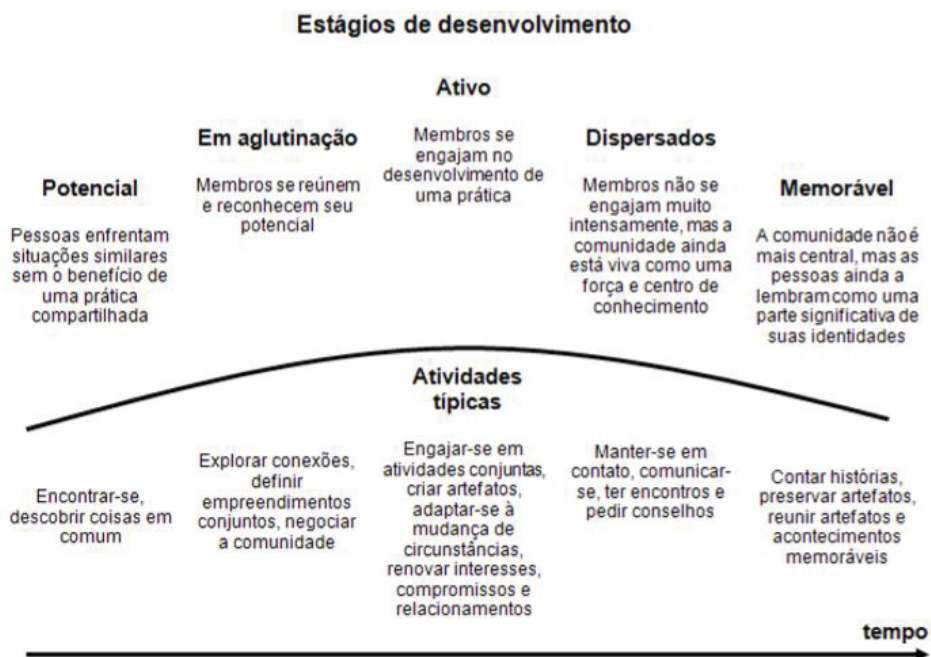 Estágios de desenvolvimento
Potencial
Pessoas enfrentam
situações similares
sem o benefício de
uma prática
compartilhada
Em aglutinação
Membros se reúnem
e reconhecem seu
potencial
Ativo
Membros se
engajam no
desenvolvimento de
uma prática
Dispersados
Membros não se
engajam muito
intensamente, mas a
comunidade ainda
está viva como uma
força e centro de
conhecimento
Memorável
A comunidade não é
mais central, mas as
pessoas ainda a
lembram como uma
parte significativa de
suas identidades
Atividades
típicas
Encontrar-se,
descobrir coisas em
comum
Explorar conexões,
definir
empreendimentos
conjuntos, negociar
a comunidade
Engajar-se em
atividades conjuntas,
criar artefatos,
adaptar-se à
mudança de
circunstâncias,
renovar interesses,
compromissos e
relacionamentos
Manter-se em
contato, comunicar-
se, ter encontros e
pedir conselhos
Contar histórias,
preservar artefatos,
reunir artefatos e
acontecimentos
memoráveis
tempo